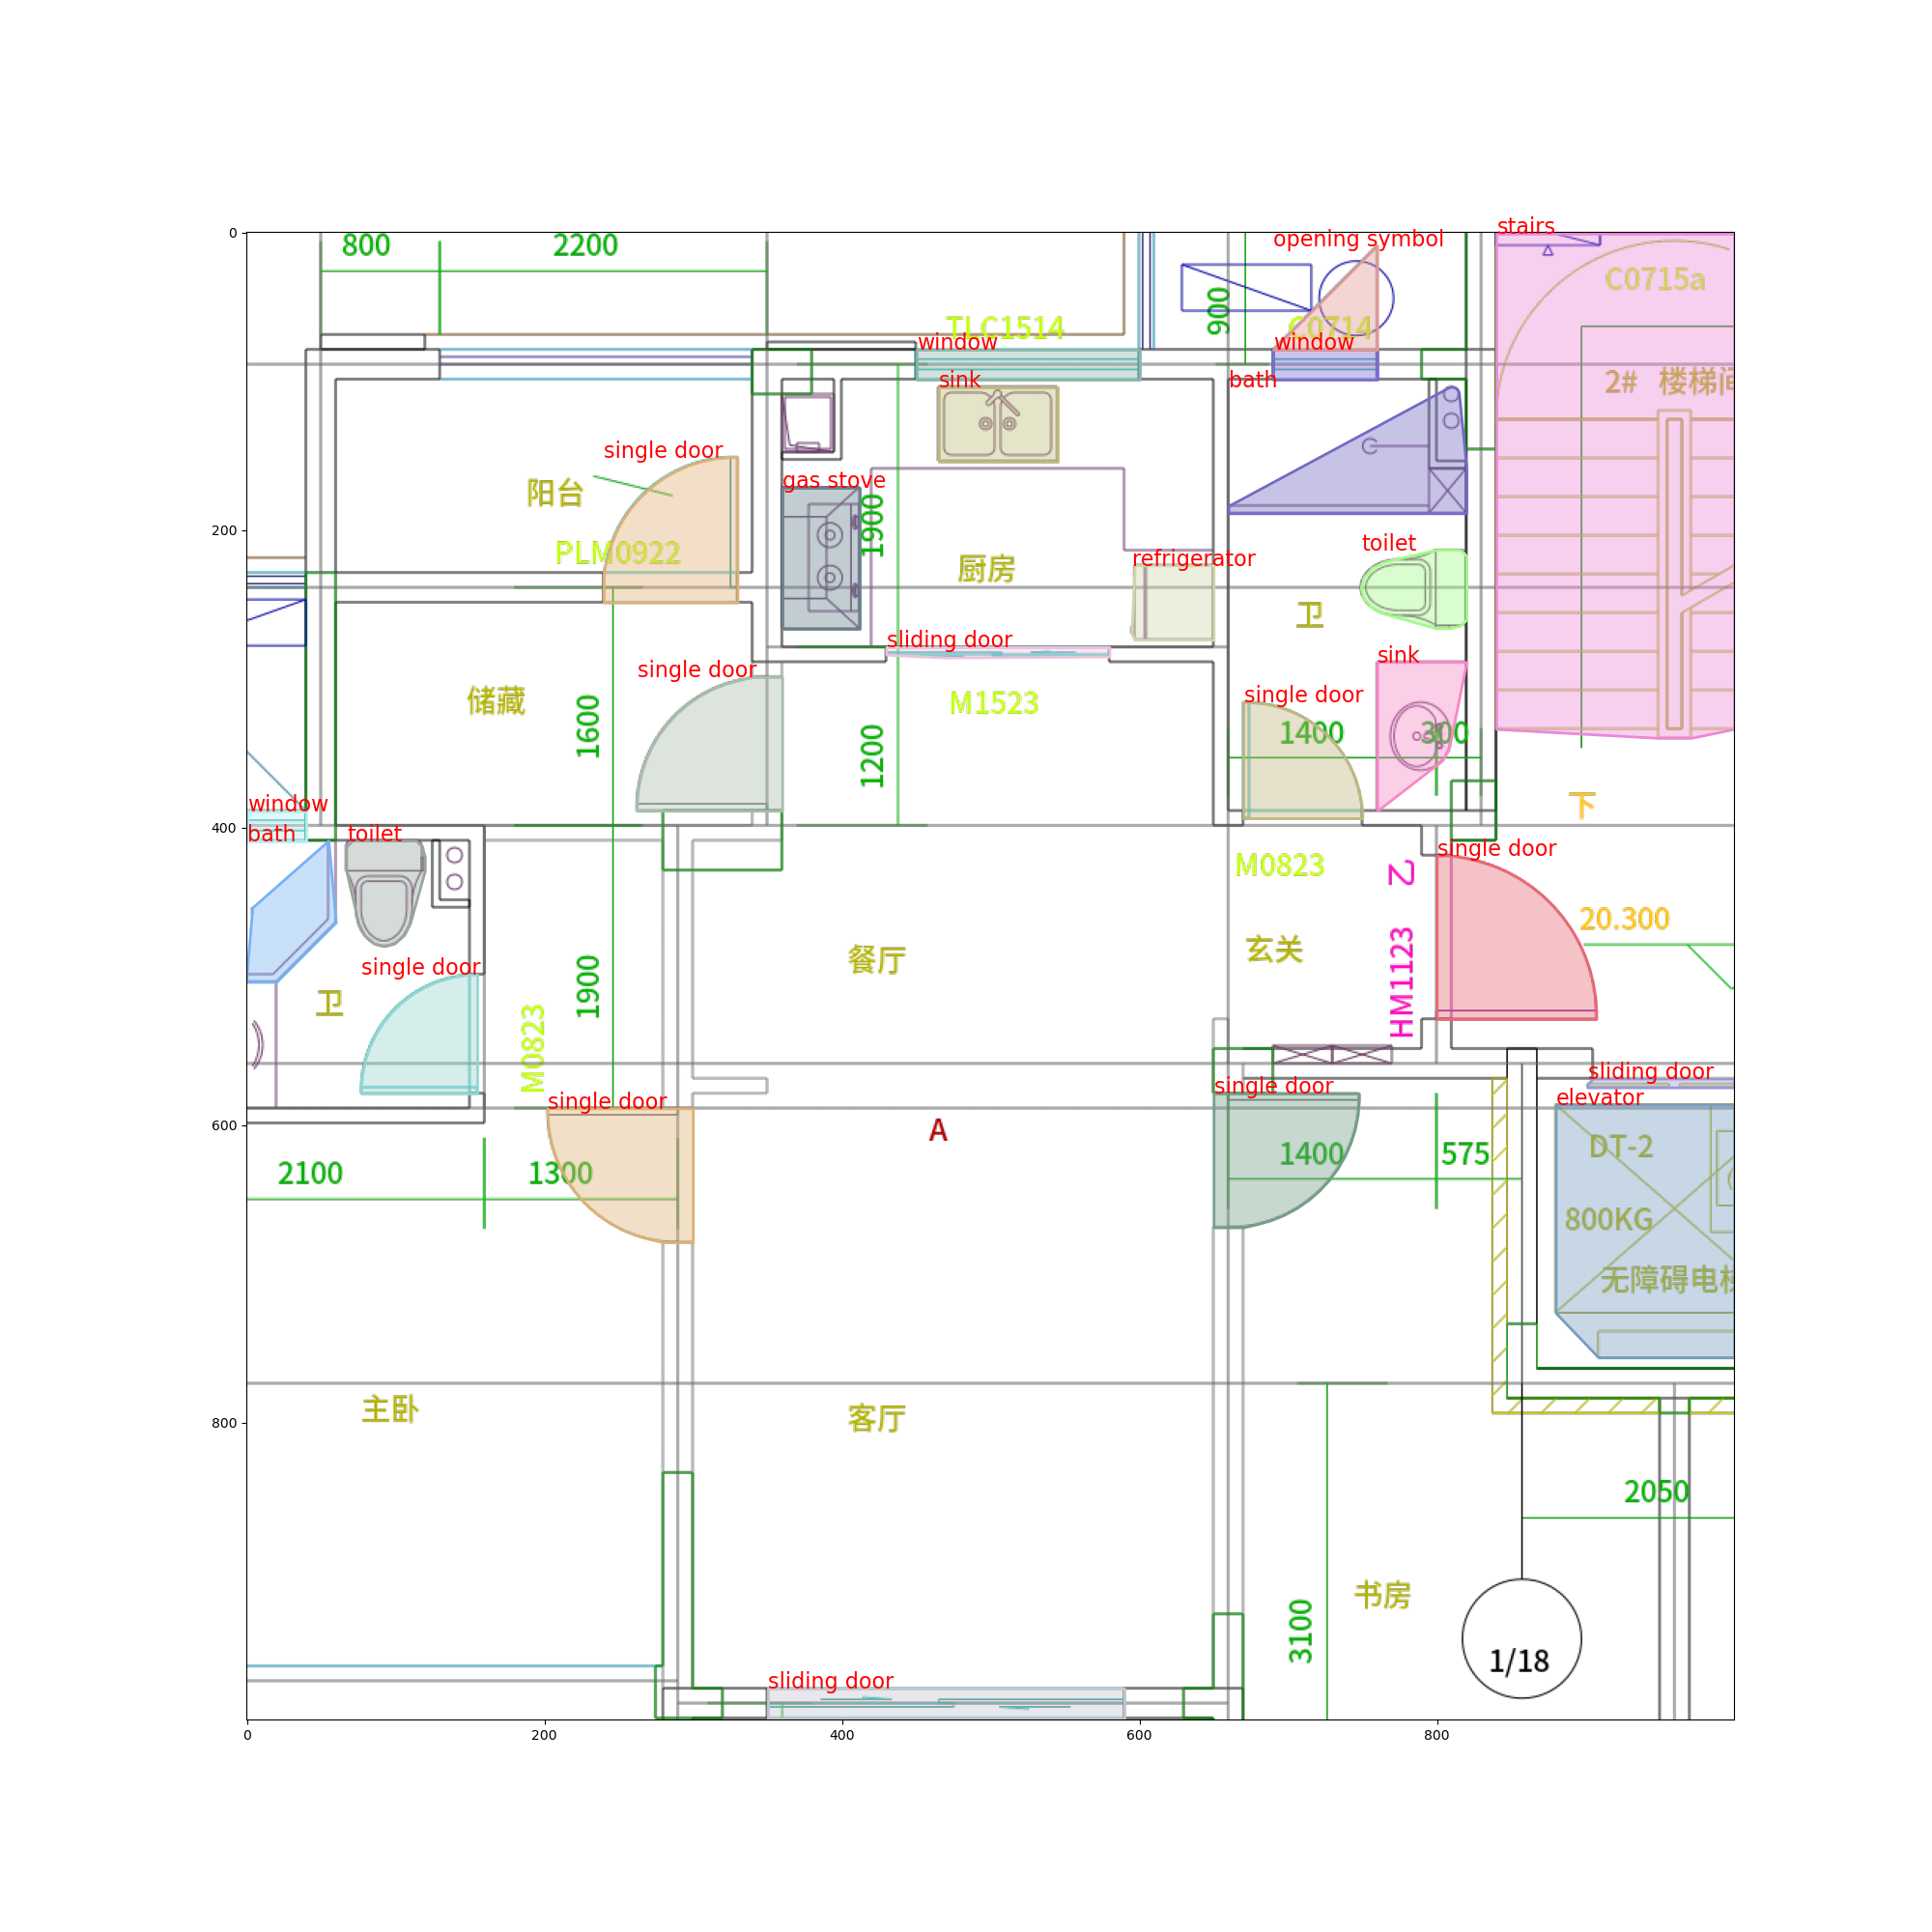 0
200
400
600
800
0
200
400
600
800
800
2200
opening symbol
stairs
C0715a
900
TLC1514
C0714
window
window
sink
bath
2# 楼梯间
single door
阳台
gas stove
1900
PLM0922
厨房
refrigerator
toilet
卫
sliding door
sink
single door
储藏
M1523
single door
1600
1200
1400
300
window
下
bath
toilet
single door
M0823
乙
20.300
餐厅
玄关
HM1123
single door
卫
1900
M0823
sliding door
single door
single door
elevator
A
DT-2
2100
1300
1400
575
800KG
无障碍电梯
主卧
客厅
2050
书房
3100
1/18
sliding door